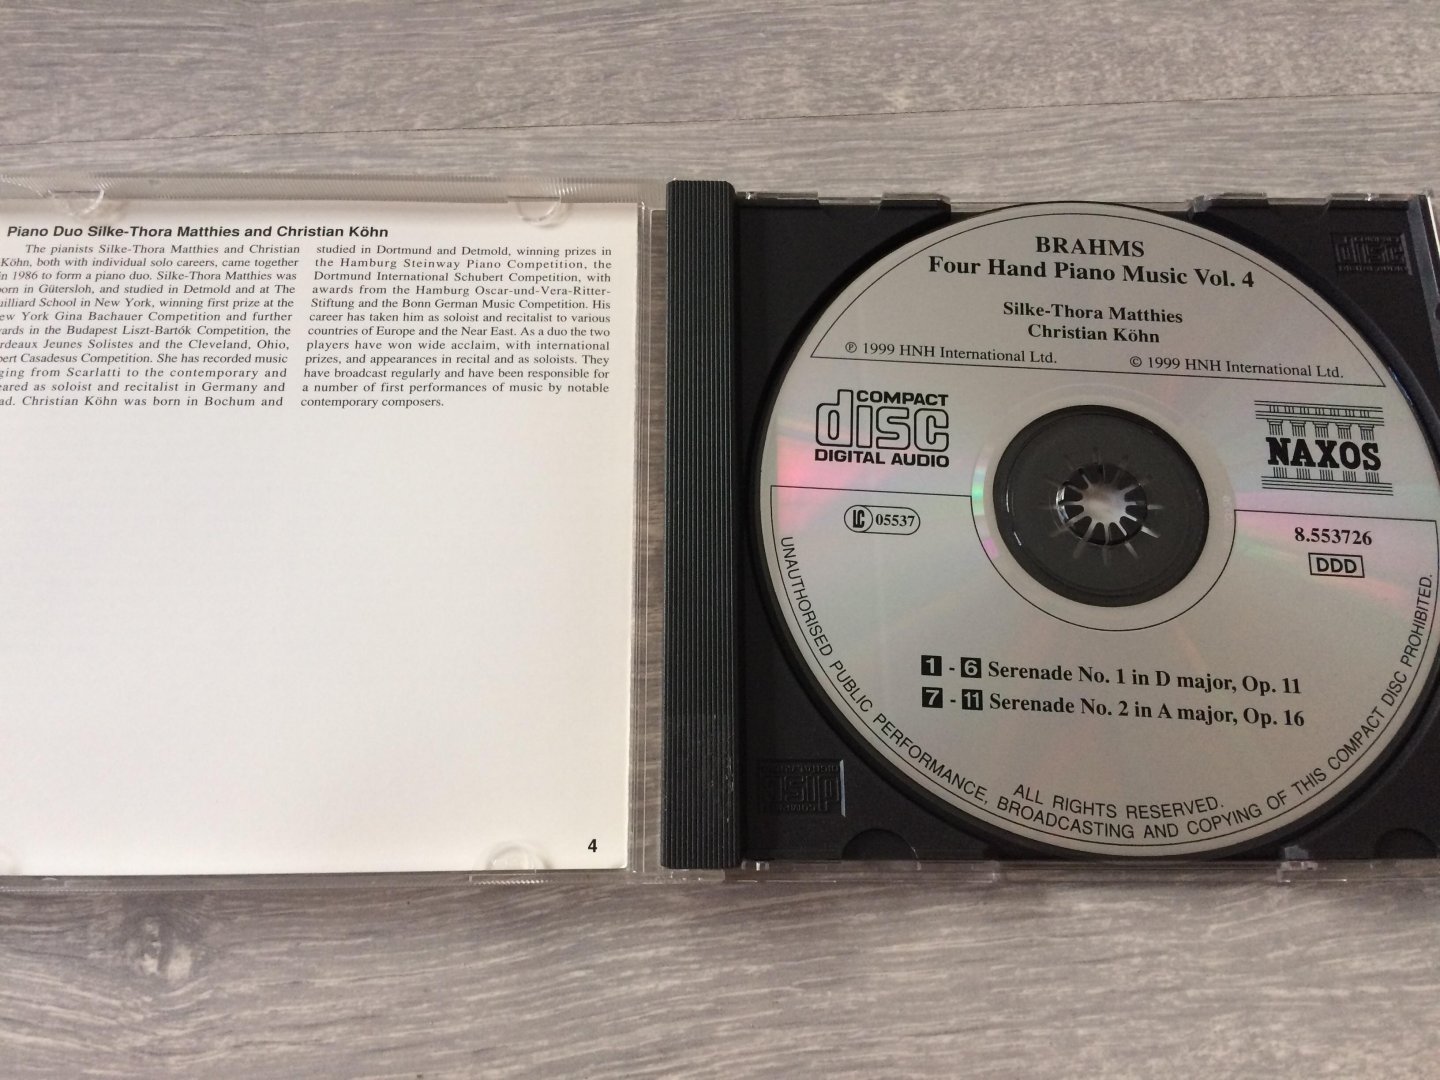 Piano Duo Silke-Thora Matthies and Christian Köhn
The pianists Silke-Thora Matthies and Christian
Köhn, both with individual solo careers, came together
in 1986 to form a piano duo. Silke-Thora Matthies was
born in Gütersloh, and studied in Detmold and at The
uilliard School in New York, winning first prize at the
ew York Gina Bachauer Competition and further
ards in the Budapest Liszt-Bartók Competition, the
rdeaux Jeunes Solistes and the Cleveland, Ohio,
bert Casadesus Competition. She has recorded music
ging from Scarlatti to the contemporary and
eared as soloist and recitalist in Germany and
ad. Christian Köhn was born in Bochum and
studied in Dortmund and Detmold, winning prizes in
the Hamburg Steinway Piano Competition, the
Dortmund International Schubert Competition, with
awards from the Hamburg Oscar-und-Vera-Ritter-
Stiftung and the Bonn German Music Competition. His
career has taken him as soloist and recitalist to various
countries of Europe and the Near East. As a duo the two
players have won wide acclaim, with international
prizes, and appearances in recital and as soloists. They
have broadcast regularly and have been responsible for
a number of first performances of music by notable
contemporary composers.
4
BRAHMS
Four Hand Piano Music Vol. 4
Silke-Thora Matthies
Christian Köhn
℗ 1999 HNH International Ltd. © 1999 HNH International Ltd.
COMPACT
disc
DIGITAL AUDIO
NAXOS
LC 05537
8.553726
DDD
1 - 6 Serenade No. 1 in D major, Op. 11
7 - 11 Serenade No. 2 in A major, Op. 16
ALL RIGHTS RESERVED.
UNAUTHORISED PUBLIC PERFORMANCE, BROADCASTING AND COPYING OF THIS COMPACT DISC PROHIBITED.